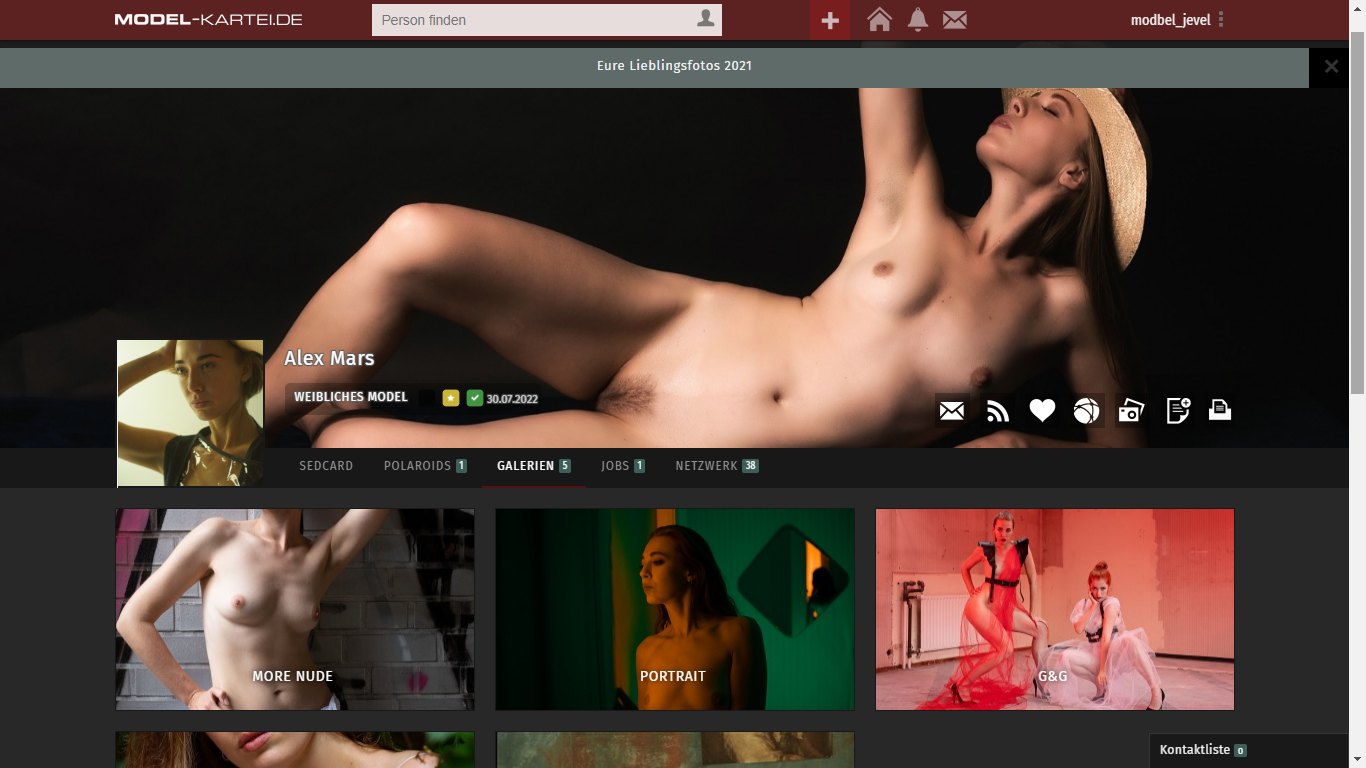 MODEL-KARTEI.DE
Person finden
modbel_jevel
Eure Lieblingsfotos 2021
Alex Mars
WEIBLICHES MODEL
30.07.2022
SEDCARD
POLAROIDS 1
GALERIEN 5
JOBS 1
NETZWERK 38
MORE NUDE
PORTRAIT
G&G
Kontaktliste 0